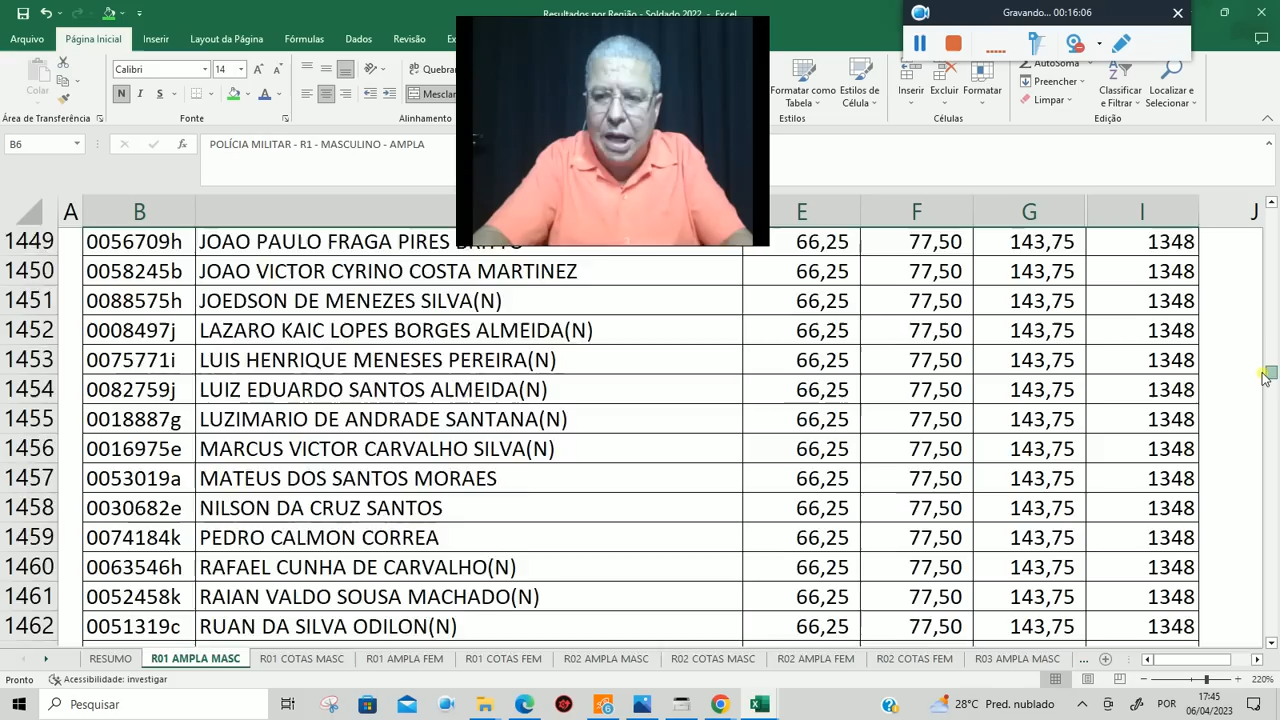 Resultados por Região - Soldado 2022 - Excel
Gravando... 00:16:06
Arquivo
Página Inicial
Inserir
Layout da Página
Fórmulas
Dados
Revisão
Colar
Calibri
14
N
I
S
A
Quebrar
Mesclar
AutoSoma
Formatar como
Tabela
Estilos de
Célula
Inserir
Excluir
Formatar
Preencher
Limpar
Classificar
e Filtrar
Localizar e
Selecionar
Área de Transferência
Fonte
Alinhamento
Estilos
Células
Edição
B6
fx
POLÍCIA MILITAR - R1 - MASCULINO - AMPLA
A B E F G I J
1449 0056709h JOAO PAULO FRAGA PIRES 66,25 77,50 143,75 1348
1450 0058245b JOAO VICTOR CYRINO COSTA MARTINEZ 66,25 77,50 143,75 1348
1451 0088575h JOEDSON DE MENEZES SILVA(N) 66,25 77,50 143,75 1348
1452 0008497j LAZARO KAIC LOPES BORGES ALMEIDA(N) 66,25 77,50 143,75 1348
1453 0075771i LUIS HENRIQUE MENESES PEREIRA(N) 66,25 77,50 143,75 1348
1454 0082759j LUIZ EDUARDO SANTOS ALMEIDA(N) 66,25 77,50 143,75 1348
1455 0018887g LUZIMARIO DE ANDRADE SANTANA(N) 66,25 77,50 143,75 1348
1456 0016975e MARCUS VICTOR CARVALHO SILVA(N) 66,25 77,50 143,75 1348
1457 0053019a MATEUS DOS SANTOS MORAES 66,25 77,50 143,75 1348
1458 0030682e NILSON DA CRUZ SANTOS 66,25 77,50 143,75 1348
1459 0074184k PEDRO CALMON CORREA 66,25 77,50 143,75 1348
1460 0063546h RAFAEL CUNHA DE CARVALHO(N) 66,25 77,50 143,75 1348
1461 0052458k RAIAN VALDO SOUSA MACHADO(N) 66,25 77,50 143,75 1348
1462 0051319c RUAN DA SILVA ODILON(N) 66,25 77,50 143,75 1348
RESUMO R01 AMPLA MASC R01 COTAS MASC R01 AMPLA FEM R01 COTAS FEM R02 AMPLA MASC R02 COTAS MASC R02 AMPLA FEM R02 COTAS FEM R03 AMPLA MASC ...
Pronto
Acessibilidade: investigar
220%
Pesquisar
28°C Pred. nublado
POR
17:45
06/04/2023